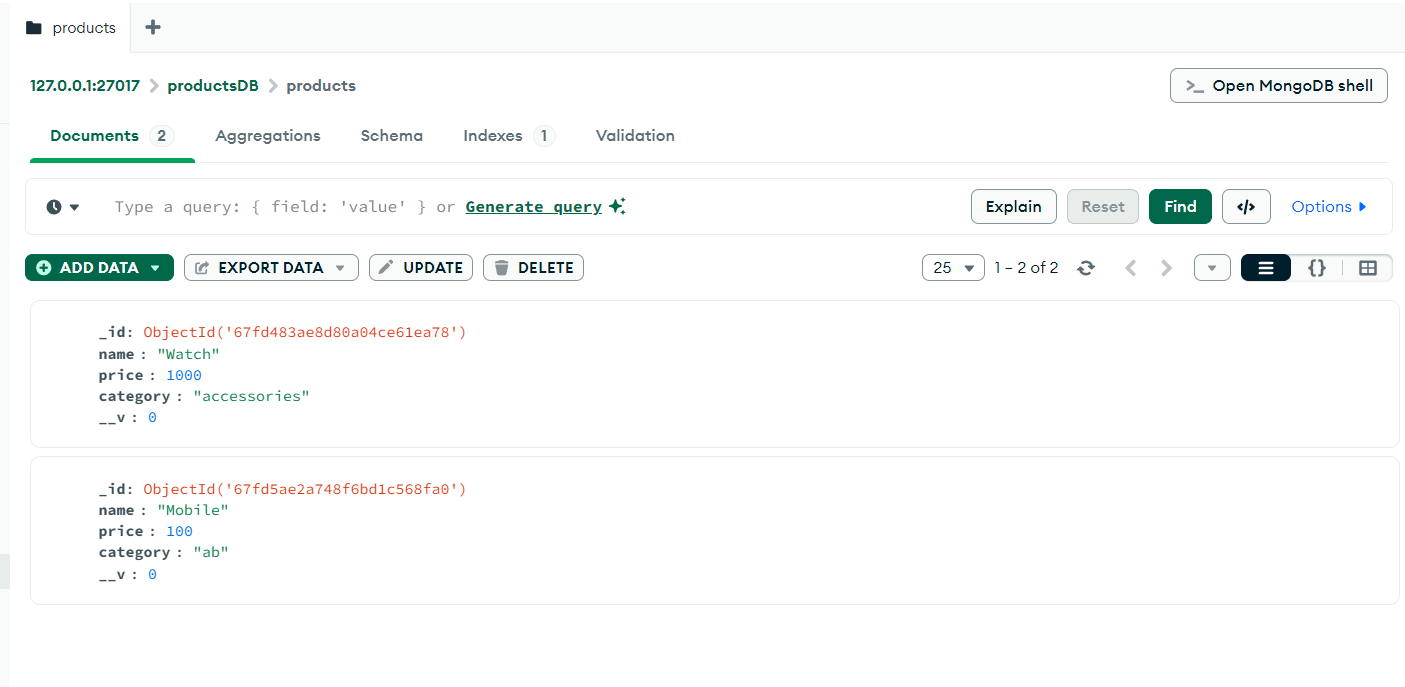 products
127.0.0.1:27017 productsDB products
>_ Open MongoDB shell
Documents 2 Aggregations Schema Indexes 1 Validation
Type a query: { field: 'value' } or Generate query
Explain Reset Find </> Options
ADD DATA EXPORT DATA UPDATE DELETE
25 1 – 2 of 2 {}
_id: ObjectId('67fd483ae8d80a04ce61ea78')
name : "Watch"
price : 1000
category : "accessories"
__v : 0
_id: ObjectId('67fd5ae2a748f6bd1c568fa0')
name : "Mobile"
price : 100
category : "ab"
__v : 0